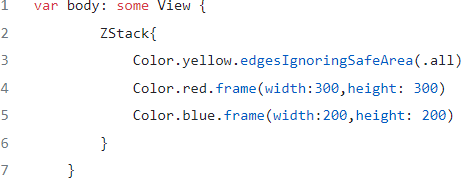 1 var body: some View {
2 ZStack{
3 Color.yellow.edgesIgnoringSafeArea(.all)
4 Color.red.frame(width:300,height: 300)
5 Color.blue.frame(width:200,height: 200)
6 }
7 }